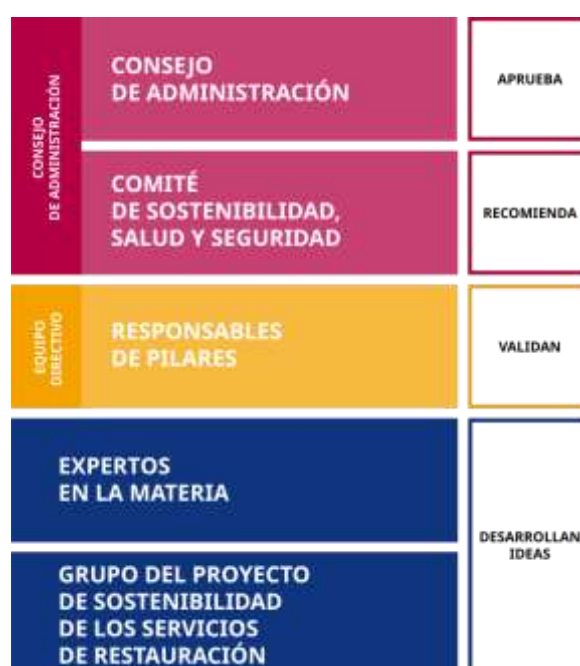 CONSEJO
DE ADMINISTRACIÓN
CONSEJO
DE ADMINISTRACIÓN
APRUEBA
COMITÉ
DE SOSTENIBILIDAD,
SALUD Y SEGURIDAD
RECOMIENDA
EQUIPO
DIRECTIVO
RESPONSABLES
DE PILARES
VALIDAN
EXPERTOS
EN LA MATERIA
DESARROLLAN
IDEAS
GRUPO DEL PROYECTO
DE SOSTENIBILIDAD
DE LOS SERVICIOS
DE RESTAURACIÓN